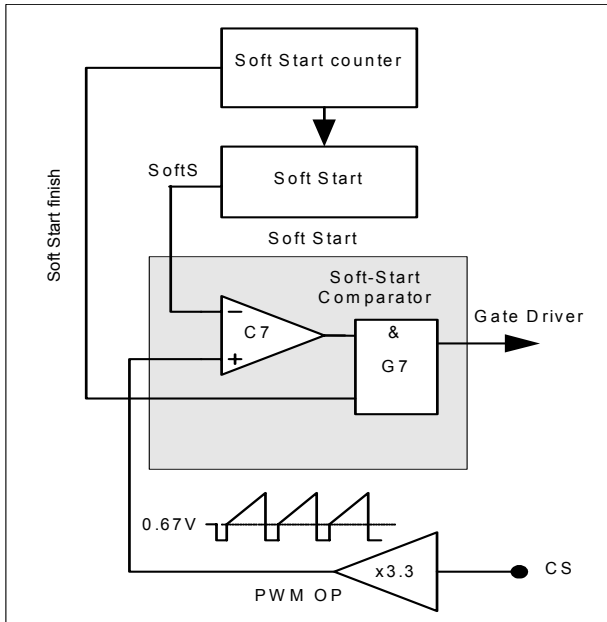 Soft Start counter
SoftS
Soft Start
Soft Start finish
Soft Start
Soft-Start
Comparator
Gate Driver
−
C7
+
&
G7
0.67V
x3.3
CS
PWM OP